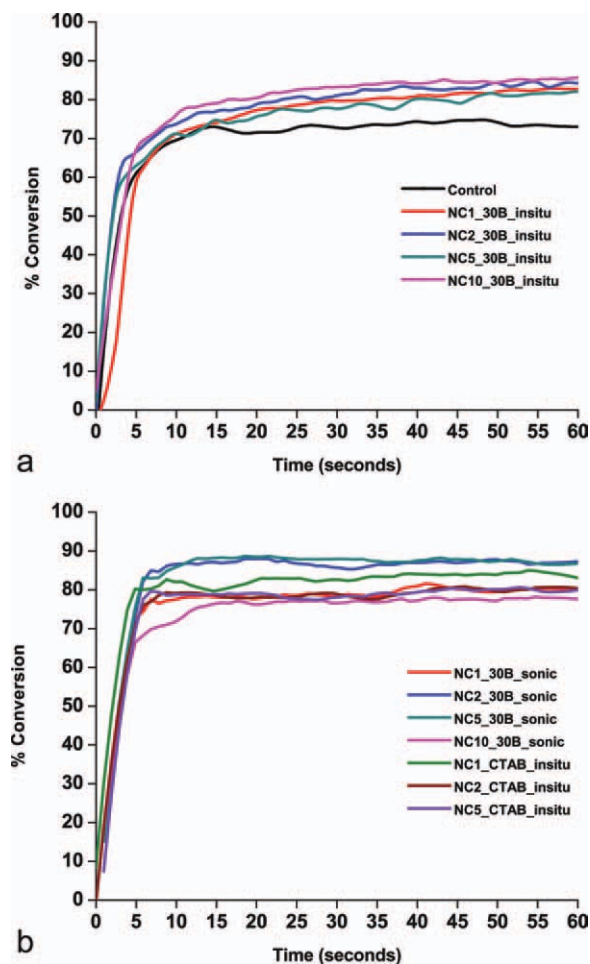 100
90
80
70
60
50
40
30
20
10
0
% Conversion
Control
NC1_30B_insitu
NC2_30B_insitu
NC5_30B_insitu
NC10_30B_insitu
0 5 10 15 20 25 30 35 40 45 50 55 60
Time (seconds)
a
100
90
80
70
60
50
40
30
20
10
0
% Conversion
NC1_30B_sonic
NC2_30B_sonic
NC5_30B_sonic
NC10_30B_sonic
NC1_CTAB_insitu
NC2_CTAB_insitu
NC5_CTAB_insitu
0 5 10 15 20 25 30 35 40 45 50 55 60
Time (seconds)
b